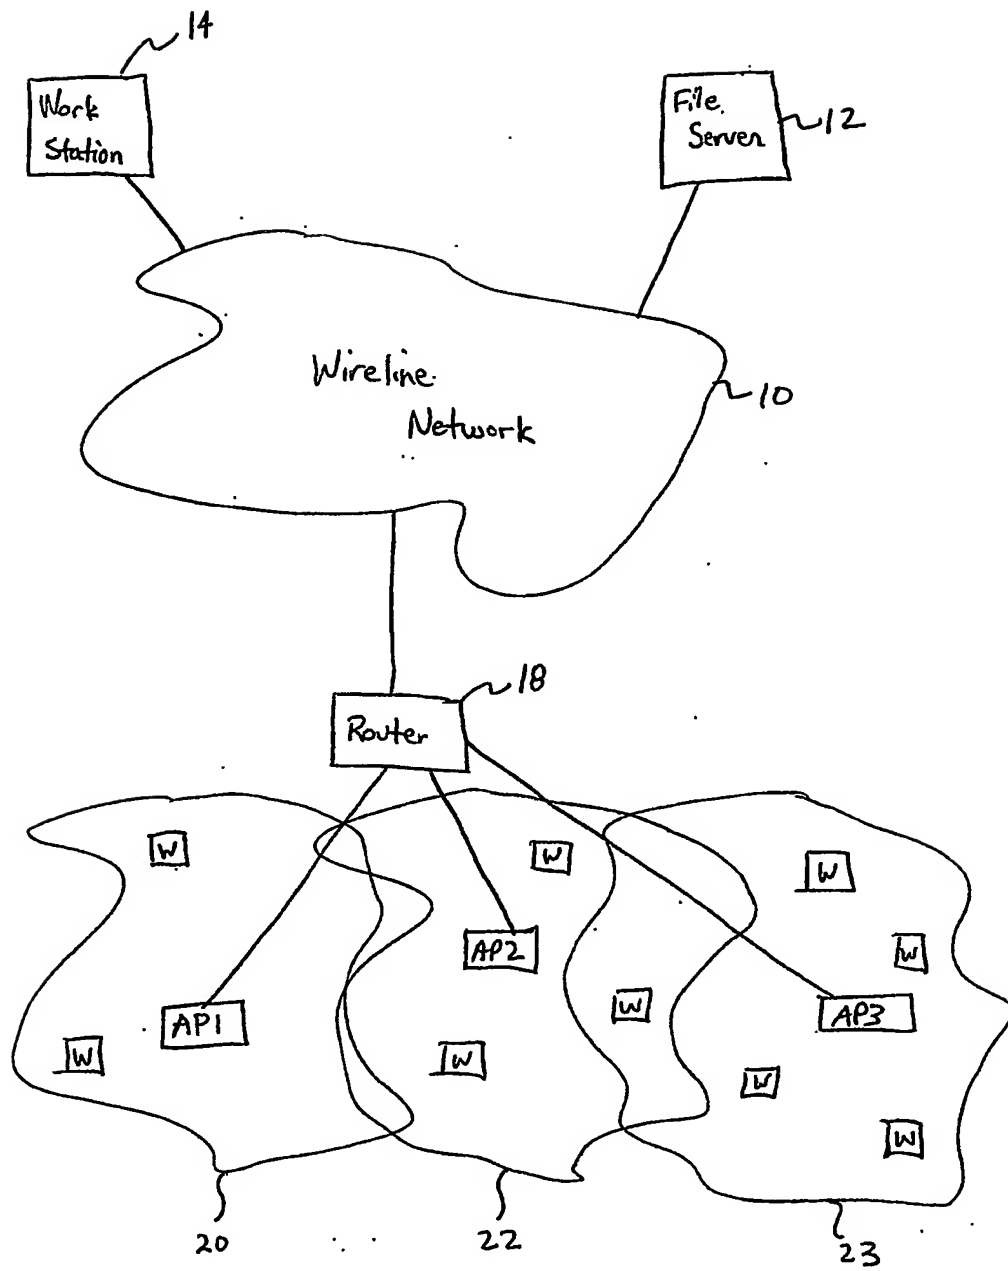 14
Work
Station
File
Server
12
Wireline
Network
10
18
Router
W
W
W
AP2
W
AP1
W
AP3
W
W
W
W
W
20
22
23